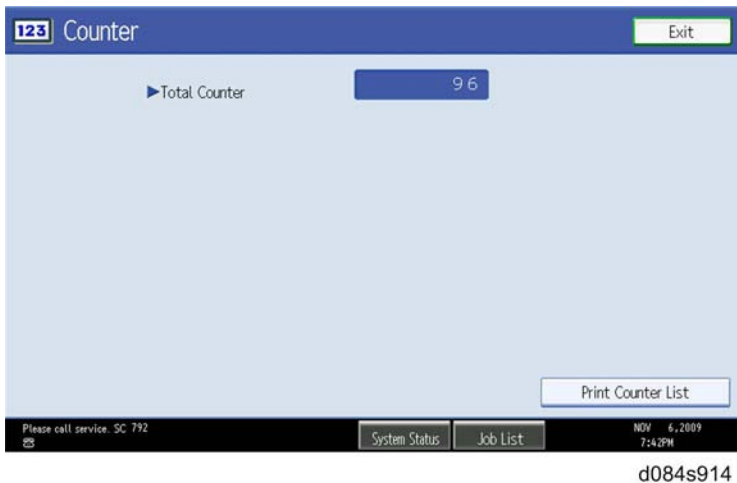 123 Counter Exit
►Total Counter 96
Print Counter List
Please call service. SC 792
System Status Job List
NOV 6,2009
7:42PM
d084s914